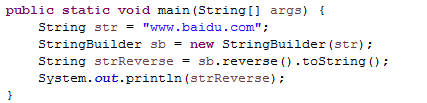 public static void main(String[] args) {
    String str = "www.baidu.com";
    StringBuilder sb = new StringBuilder(str);
    String strReverse = sb.reverse().toString();
    System.out.println(strReverse);
}